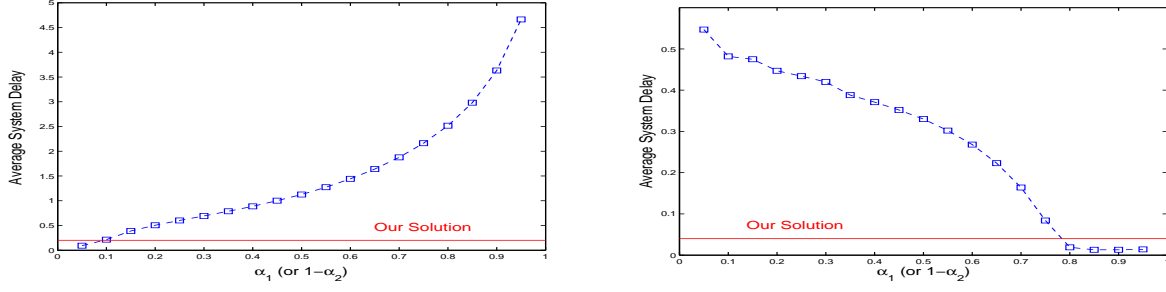 5
4.5
4
3.5
3
2.5
2
1.5
1
0.5
0
Average System Delay
Our Solution
0 0.1 0.2 0.3 0.4 0.5 0.6 0.7 0.8 0.9 1
α1 (or 1−α2)
0.5
0.4
0.3
0.2
0.1
0
Average System Delay
Our Solution
0 0.1 0.2 0.3 0.4 0.5 0.6 0.7 0.8 0.9 1
α1 (or 1−α2)